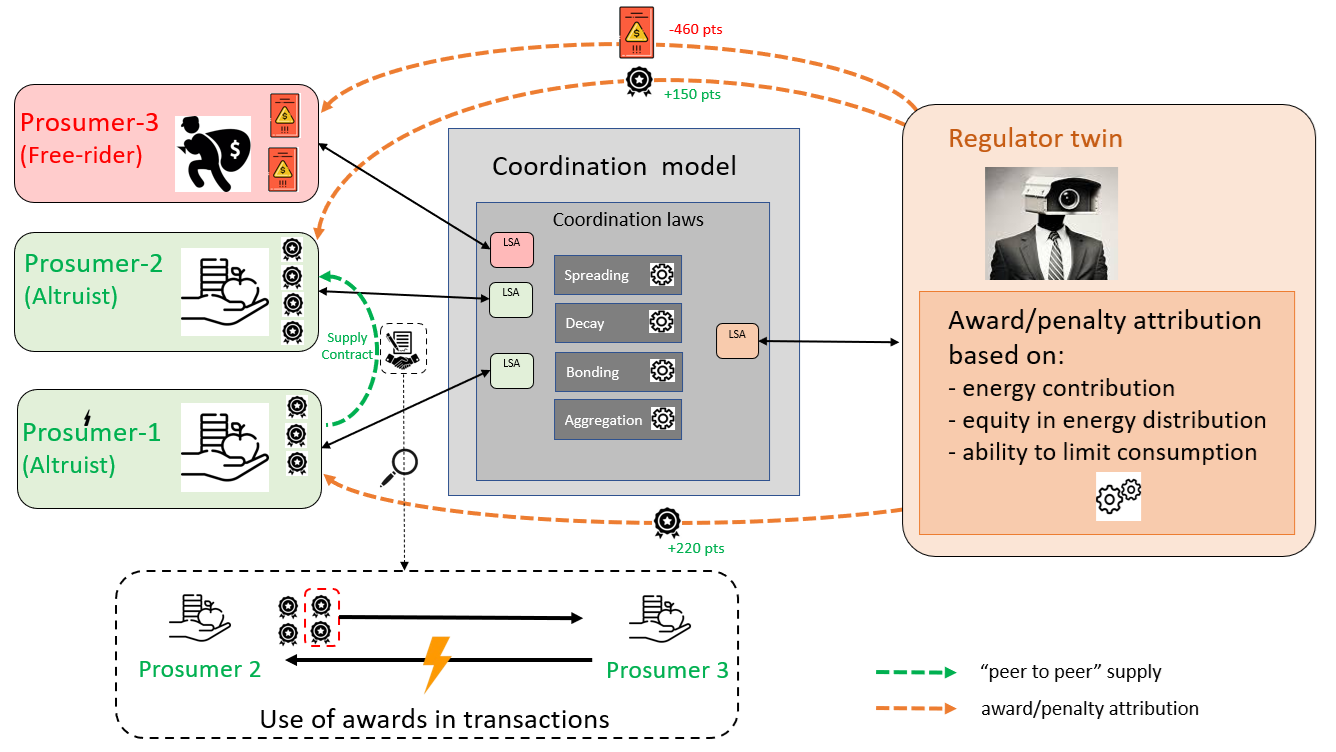 -460 pts
+150 pts
Prosumer-3
(Free-rider)
$
!!!
!!!
!!!
Regulator twin
Coordination model
Coordination laws
LSA
LSA
LSA
LSA
Spreading
Decay
Bonding
Aggregation
Prosumer-2
(Altruist)
Supply
Contract
Prosumer-1
(Altruist)
Award/penalty attribution
based on:
- energy contribution
- equity in energy distribution
- ability to limit consumption
+220 pts
Prosumer 2
Prosumer 3
Use of awards in transactions
“peer to peer” supply
award/penalty attribution